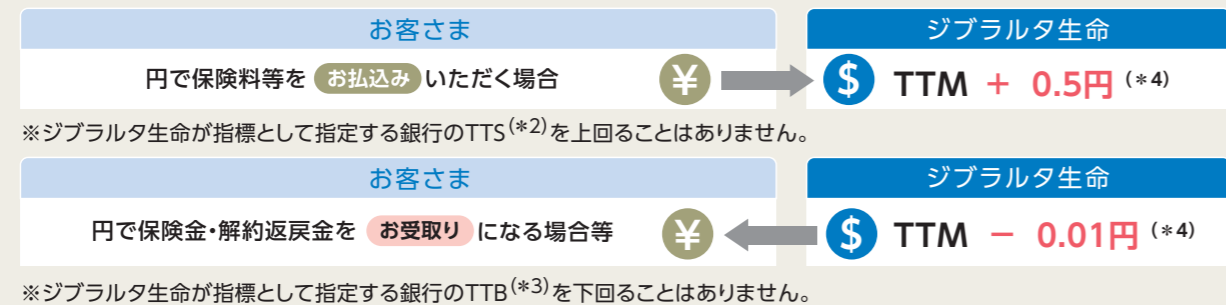 お客さま ジブラルタ生命
円で保険料等を お払込み いただく場合 ¥ $ TTM + 0.5円 (*4)
※ジブラルタ生命が指標として指定する銀行のTTS(*2)を上回ることはありません。
お客さま ジブラルタ生命
円で保険金・解約返戻金を お受取り になる場合等 ¥ $ TTM − 0.01円 (*4)
※ジブラルタ生命が指標として指定する銀行のTTB(*3)を下回ることはありません。